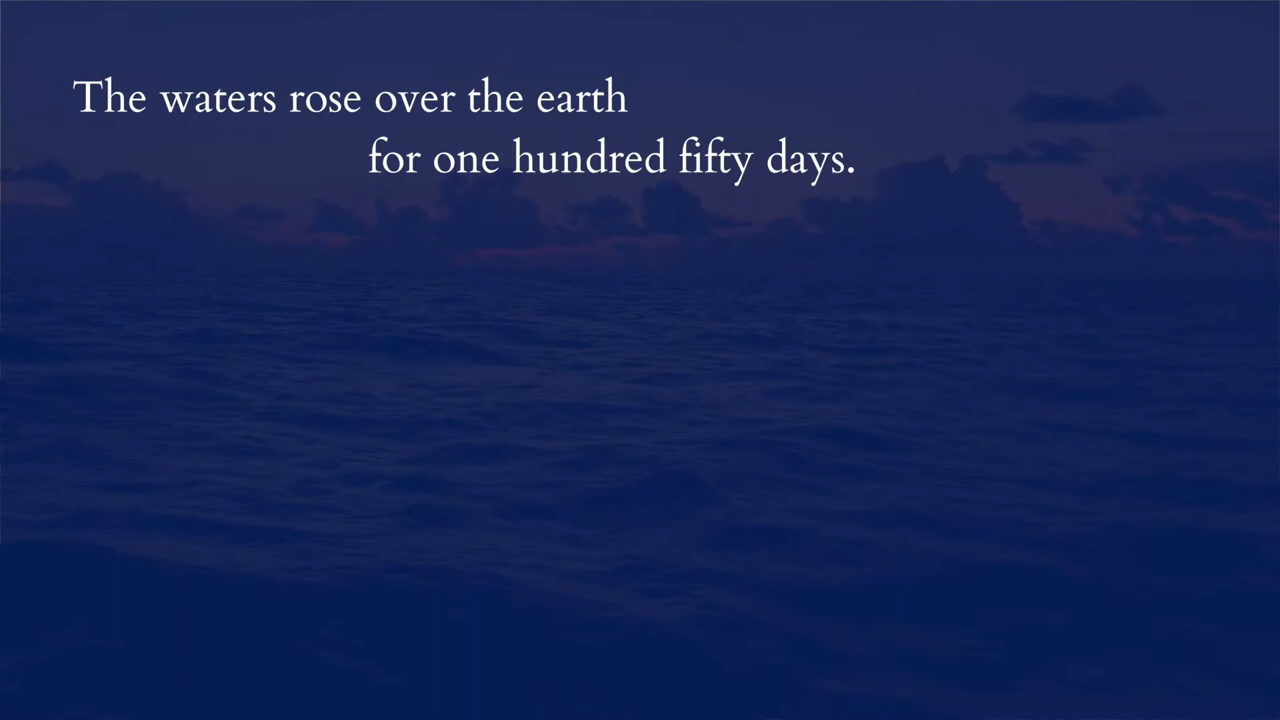 The waters rose over the earth
for one hundred fifty days.